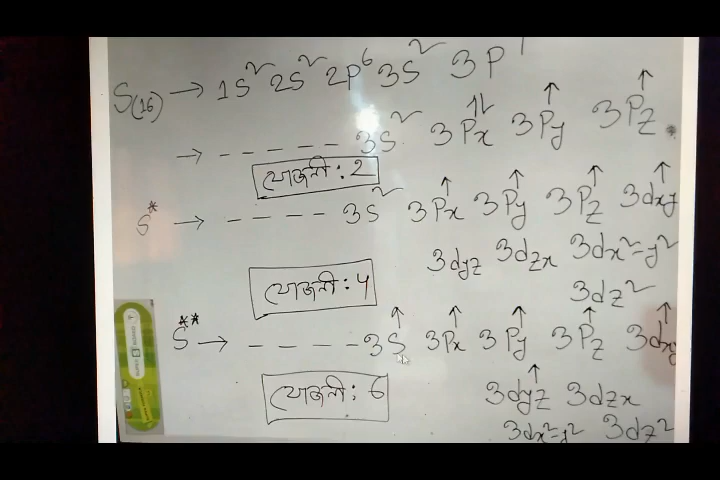 S(16) → 1s² 2s² 2p⁶ 3s² 3p
→ ----- 3s² 3Px↑↓ 3Py↑ 3Pz↑
যোজনী : 2
S* → ----- 3s² 3Px↑ 3Py↑ 3Pz↑ 3dxy↑
3dyz 3dzx 3dx²-y²
3dz²
যোজনী : 4
S** → ----- 3s↑ 3Px↑ 3Py↑ 3Pz↑ 3dxy↑
যোজনী : 6
3dyz↑ 3dzx
3dx²-y² 3dz²